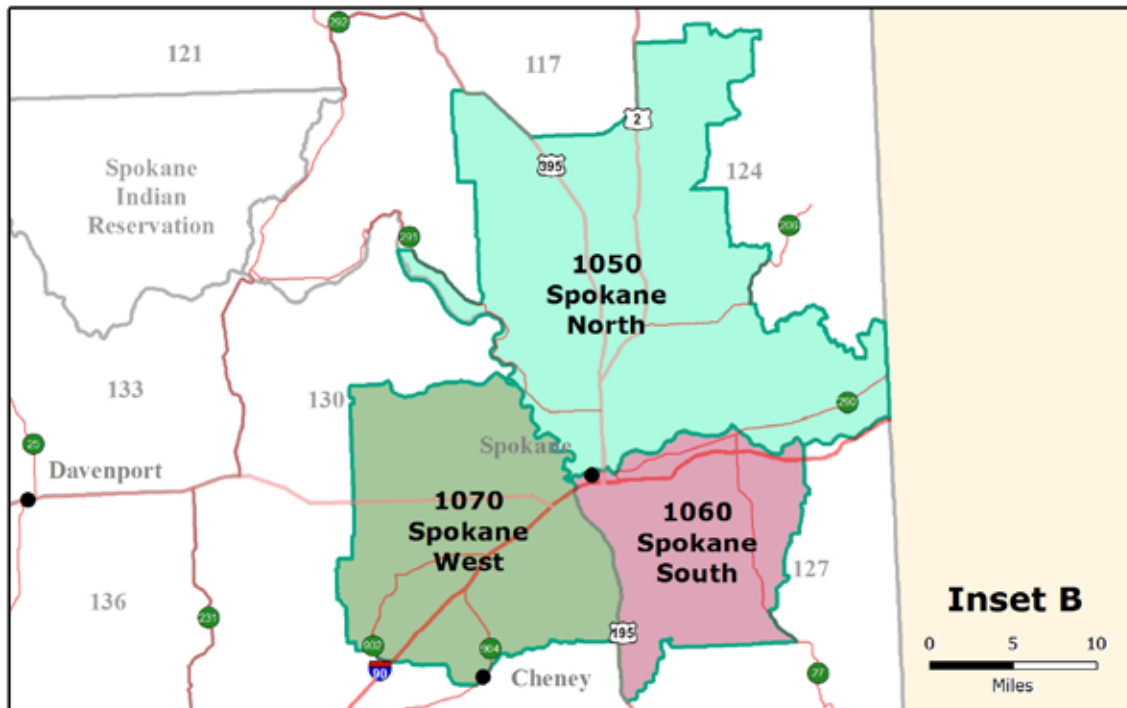 292
121
117
2
395
124
Spokane
Indian
Reservation
206
291
1050
Spokane
North
133
130
290
25
Spokane
Davenport
1070
Spokane
West
1060
Spokane
South
127
136
Inset B
231
195
0 5 10
Miles
902
904
90
Cheney
27